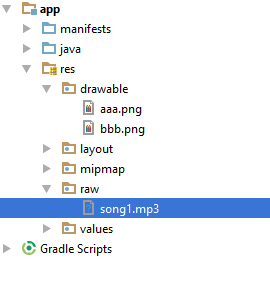 app
manifests
java
res
drawable
aaa.png
bbb.png
layout
mipmap
raw
song1.mp3
values
Gradle Scripts